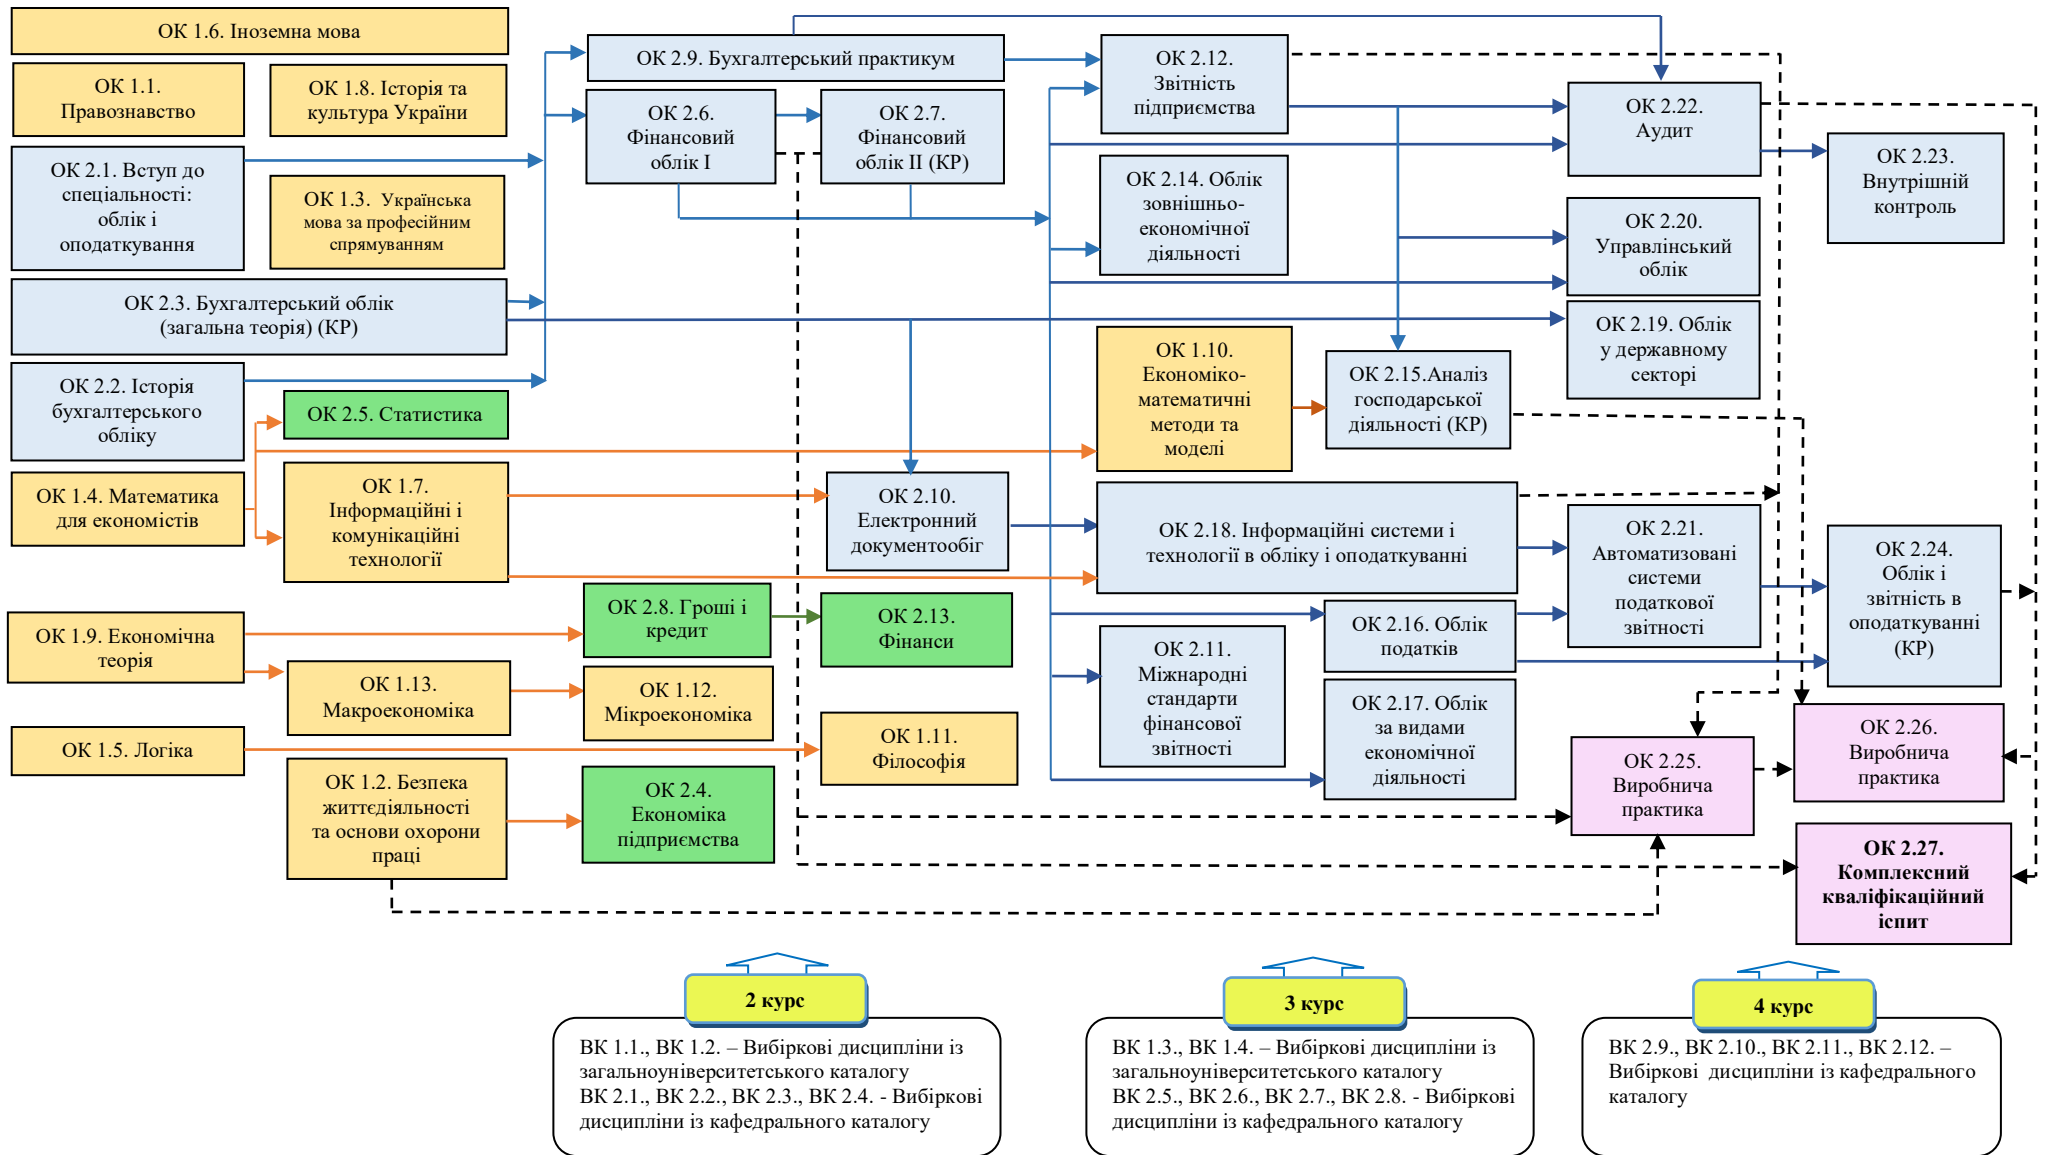 ОК 1.6. Іноземна мова
ОК 1.1.
Правознавство
ОК 1.8. Історія та
культура України
ОК 2.1. Вступ до
спеціальності:
облік і
оподаткування
ОК 1.3. Українська
мова за професійним
спрямуванням
ОК 2.3. Бухгалтерський облік
(загальна теорія) (КР)
ОК 2.2. Історія
бухгалтерського
обліку
ОК 2.5. Статистика
ОК 1.4. Математика
для економістів
ОК 1.7.
Інформаційні і
комунікаційні
технології
ОК 1.9. Економічна
теорія
ОК 1.13.
Макроекономіка
ОК 1.5. Логіка
ОК 1.2. Безпека
життєдіяльності
та основи охорони
праці
ОК 2.9. Бухгалтерський практикум
ОК 2.6.
Фінансовий
облік І
ОК 2.7.
Фінансовий
облік ІІ (КР)
ОК 2.10.
Електронний
документообіг
ОК 2.8. Гроші і
кредит
ОК 2.13.
Фінанси
ОК 1.12.
Мікроекономіка
ОК 1.11.
Філософія
ОК 2.4.
Економіка
підприємства
ОК 2.12.
Звітність
підприємства
ОК 2.14. Облік
зовнішньо-
економічної
діяльності
ОК 1.10.
Економіко-
математичні
методи та
моделі
ОК 2.15.Аналіз
господарської
діяльності (КР)
ОК 2.18. Інформаційні системи і
технології в обліку і оподаткуванні
ОК 2.16. Облік
податків
ОК 2.11.
Міжнародні
стандарти
фінансової
звітності
ОК 2.17. Облік
за видами
економічної
діяльності
ОК 2.22.
Аудит
ОК 2.23.
Внутрішній
контроль
ОК 2.20.
Управлінський
облік
ОК 2.19. Облік
у державному
секторі
ОК 2.21.
Автоматизовані
системи
податкової
звітності
ОК 2.24.
Облік і
звітність в
оподаткуванні
(КР)
ОК 2.25.
Виробнича
практика
ОК 2.26.
Виробнича
практика
ОК 2.27.
Комплексний
кваліфікаційний
іспит
2 курс
ВК 1.1., ВК 1.2. – Вибіркові дисципліни із
загальноуніверситетського каталогу
ВК 2.1., ВК 2.2., ВК 2.3., ВК 2.4. - Вибіркові
дисципліни із кафедрального каталогу
3 курс
ВК 1.3., ВК 1.4. – Вибіркові дисципліни із
загальноуніверситетського каталогу
ВК 2.5., ВК 2.6., ВК 2.7., ВК 2.8. - Вибіркові
дисципліни із кафедрального каталогу
4 курс
ВК 2.9., ВК 2.10., ВК 2.11., ВК 2.12. –
Вибіркові дисципліни із кафедрального
каталогу